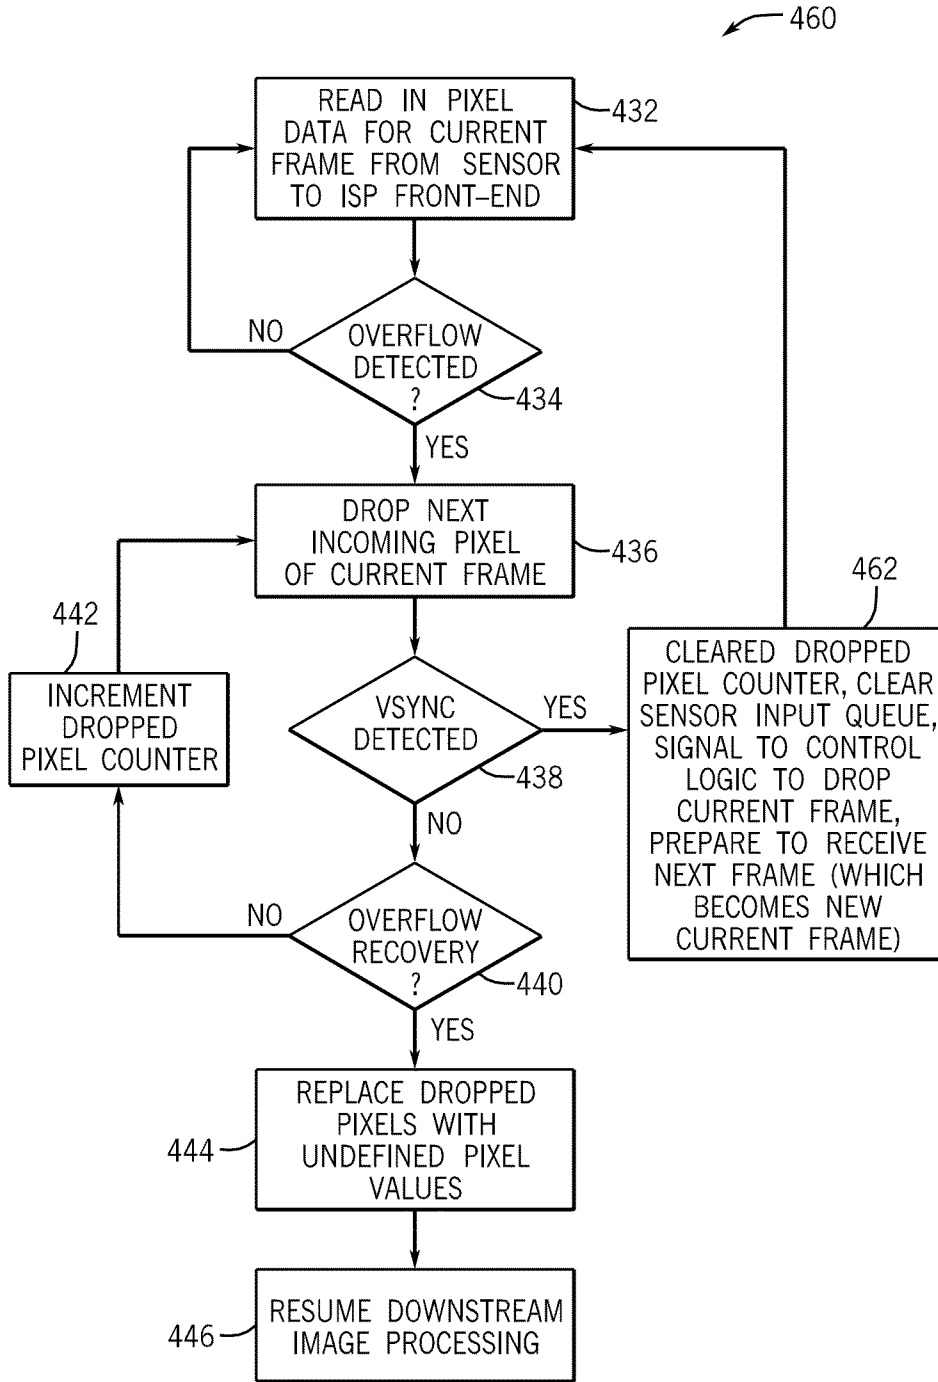 460
READ IN PIXEL
DATA FOR CURRENT
FRAME FROM SENSOR
TO ISP FRONT–END
432
NO
OVERFLOW
DETECTED
?
434
YES
DROP NEXT
INCOMING PIXEL
OF CURRENT FRAME
436
442
INCREMENT
DROPPED
PIXEL COUNTER
VSYNC
DETECTED
438
YES
462
CLEARED DROPPED
PIXEL COUNTER, CLEAR
SENSOR INPUT QUEUE,
SIGNAL TO CONTROL
LOGIC TO DROP
CURRENT FRAME,
PREPARE TO RECEIVE
NEXT FRAME (WHICH
BECOMES NEW
CURRENT FRAME)
NO
NO
OVERFLOW
RECOVERY
?
440
YES
REPLACE DROPPED
PIXELS WITH
UNDEFINED PIXEL
VALUES
444
RESUME DOWNSTREAM
IMAGE PROCESSING
446